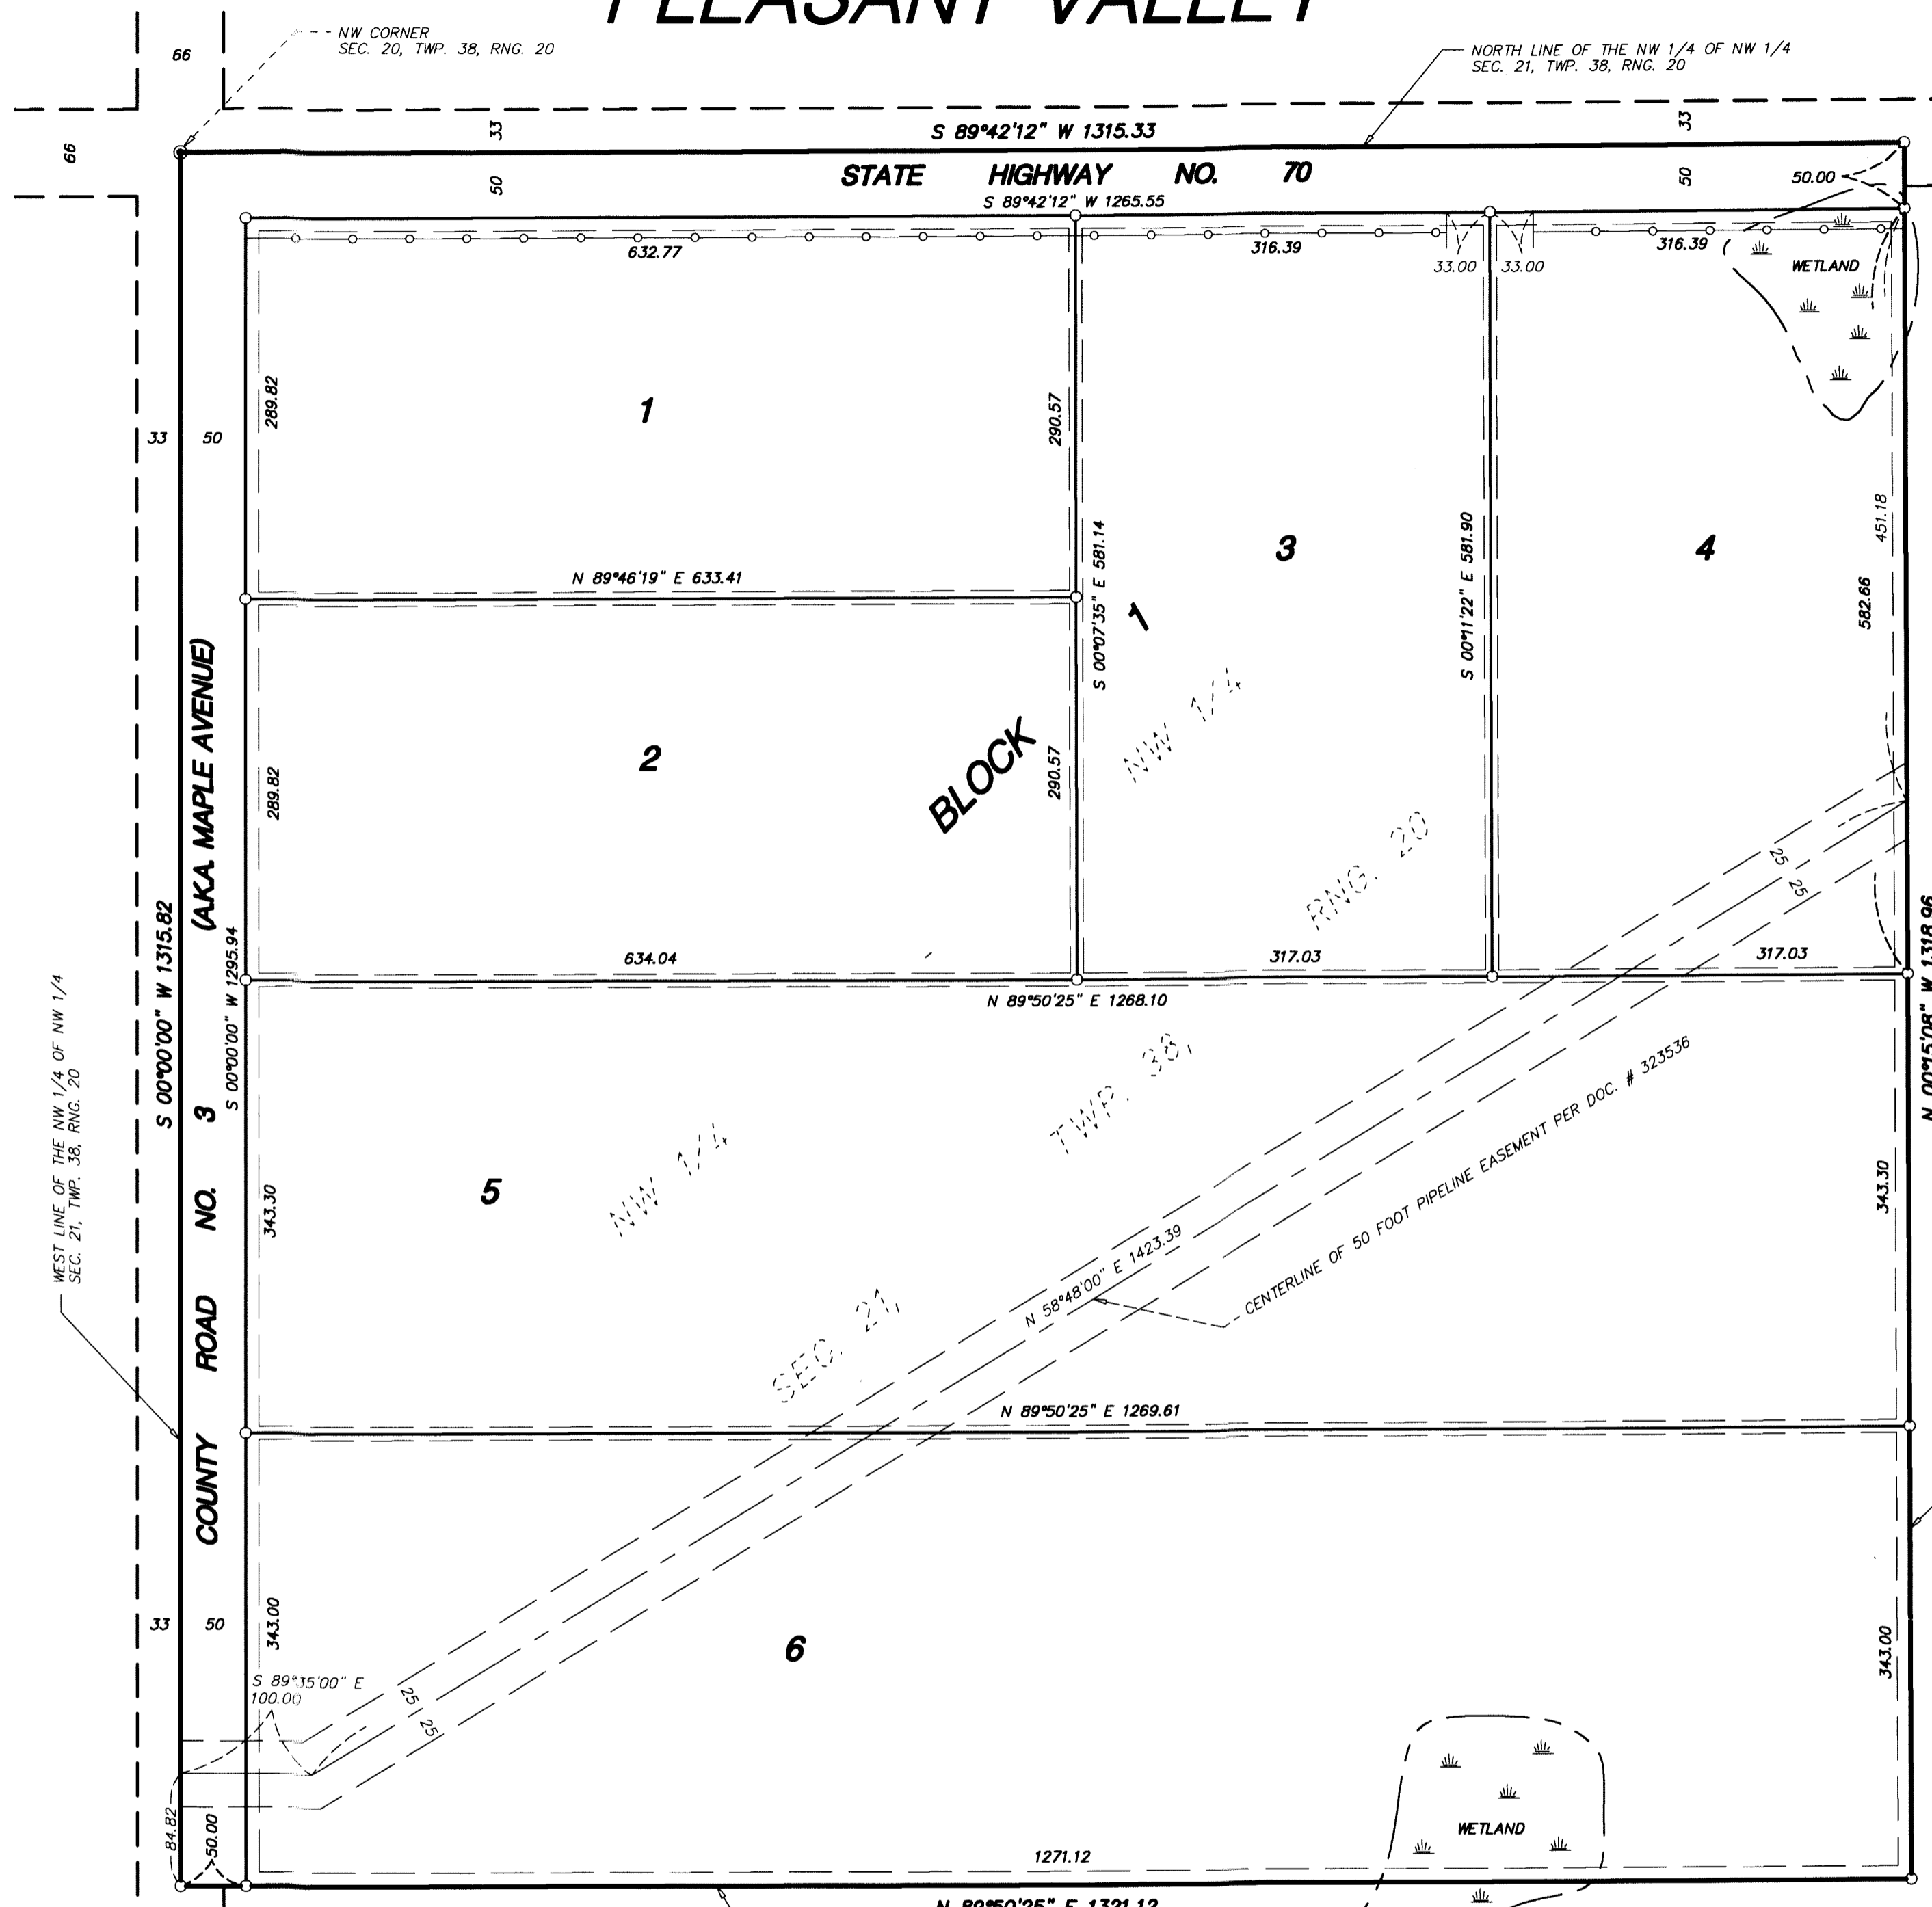 PLEASANT VALLEY
NW CORNER
SEC. 20, TWP. 38, RNG. 20
66
66
NORTH LINE OF THE NW 1/4 OF NW 1/4
SEC. 21, TWP. 38, RNG. 20
33
S 89°42'12" W 1315.33
33
50
STATE HIGHWAY NO. 70
50
50.00
S 89°42'12" W 1265.55
632.77
316.39
33.00
33.00
316.39
WETLAND
289.82
1
290.57
33
50
3
4
451.18
N 89°46'19" E 633.41
S 00°07'35" E 581.14
S 00°11'22" E 581.90
582.66
1
BLOCK
2
289.82
290.57
NW 1/4
RNG. 20
25
25
634.04
317.03
317.03
N 89°50'25" E 1268.10
S 00°00'00" W 1315.82
COUNTY ROAD NO. 3 (A.K.A. MAPLE AVENUE)
S 00°00'00" W 1295.94
N 00°15'08" W 1318.96
WEST LINE OF THE NW 1/4 OF NW 1/4
SEC. 21, TWP. 38, RNG. 20
TWP. 38,
NW 1/4
5
343.30
343.30
CENTERLINE OF 50 FOOT PIPELINE EASEMENT PER DOC. # 323536
N 58°48'00" E 1423.39
SEC. 21,
N 89°50'25" E 1269.61
33
50
343.00
6
343.00
S 89°35'00" E
100.00
25
25
84.82
50.00
WETLAND
1271.12
N 89°50'25" E 1321.12